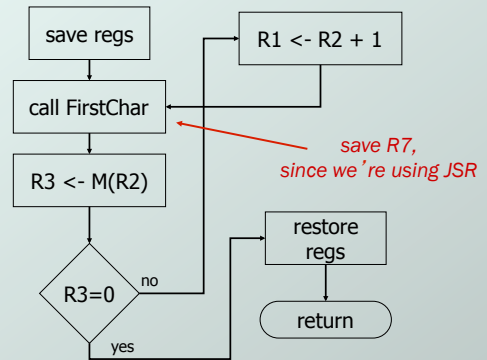 save regs
R1 <- R2 + 1
call FirstChar
save R7,
since we’re using JSR
R3 <- M(R2)
restore
regs
R3=0
no
return
yes